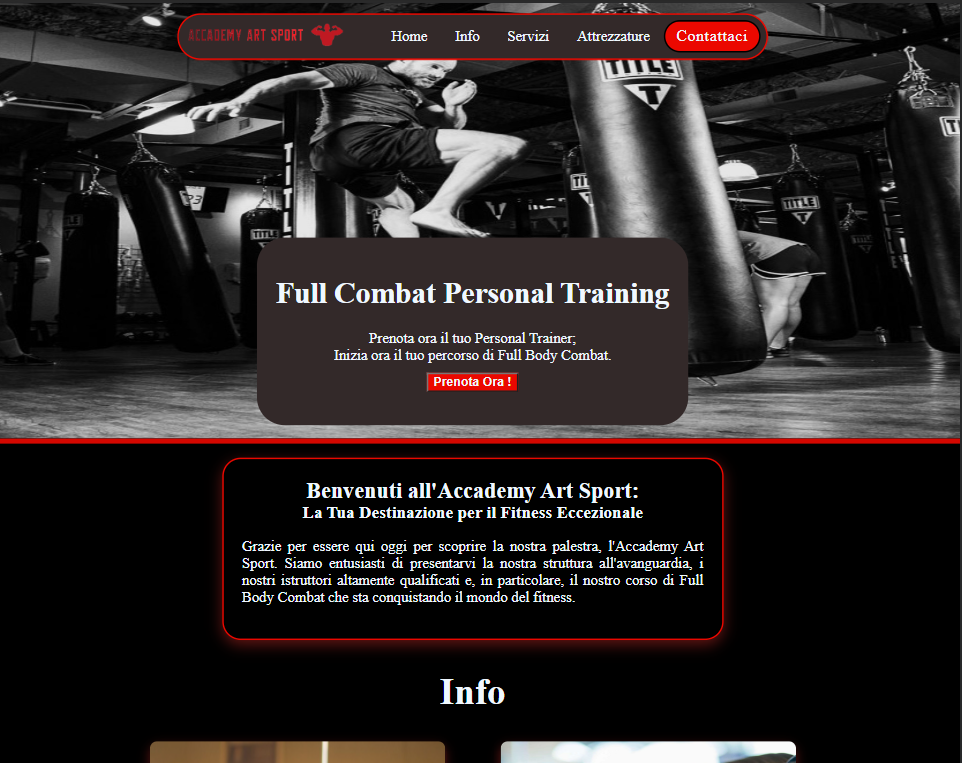 ACCADEMY ART SPORT
Home Info Servizi Attrezzature Contattaci
TITLE
T
TITLE
TITLE
TITLE
TITLE
Full Combat Personal Training
Prenota ora il tuo Personal Trainer;
Inizia ora il tuo percorso di Full Body Combat.
Prenota Ora !
Benvenuti all'Accademy Art Sport:
La Tua Destinazione per il Fitness Eccezionale
Grazie per essere qui oggi per scoprire la nostra palestra, l'Accademy Art
Sport. Siamo entusiasti di presentarvi la nostra struttura all'avanguardia, i
nostri istruttori altamente qualificati e, in particolare, il nostro corso di Full
Body Combat che sta conquistando il mondo del fitness.
Info